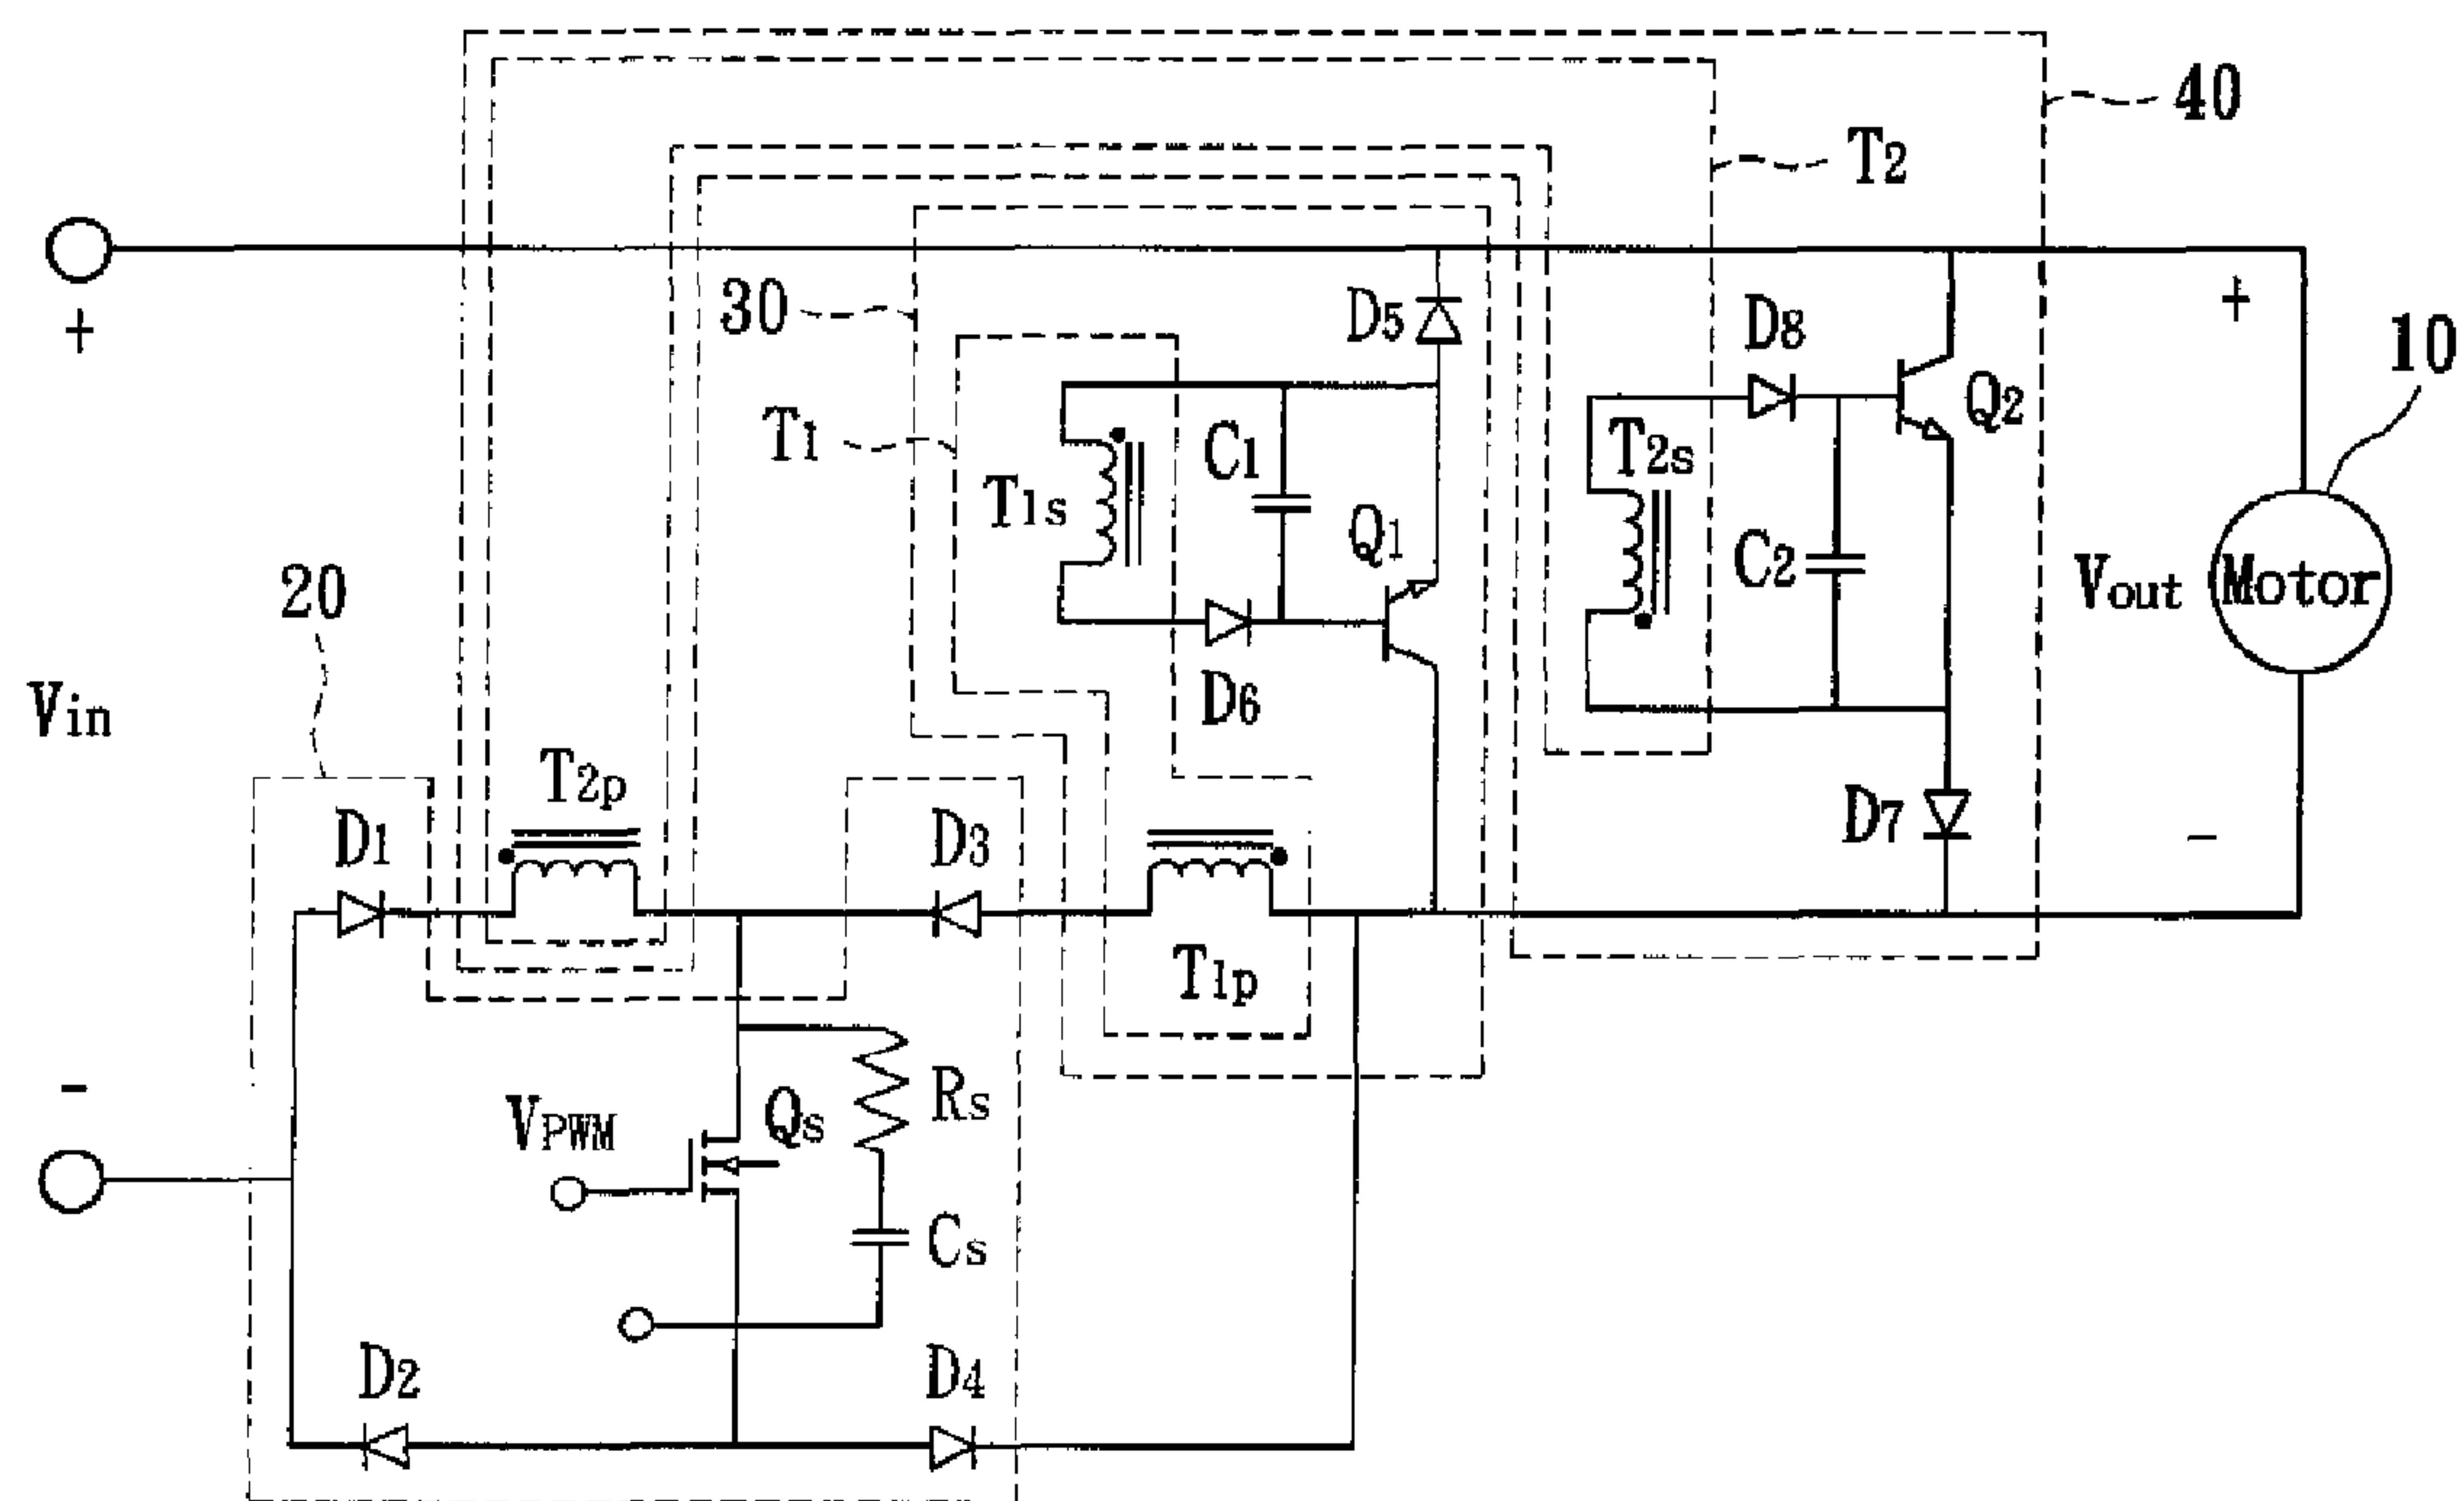 40
T2
+
30
D5
D8
+
10
T1
C1
Q2
T1s
T2s
Q1
C2
Vout
Motor
20
Vin
D6
T2p
D1
D3
D7
-
T1p
-
VPWM
Qs
Rs
Cs
D2
D4